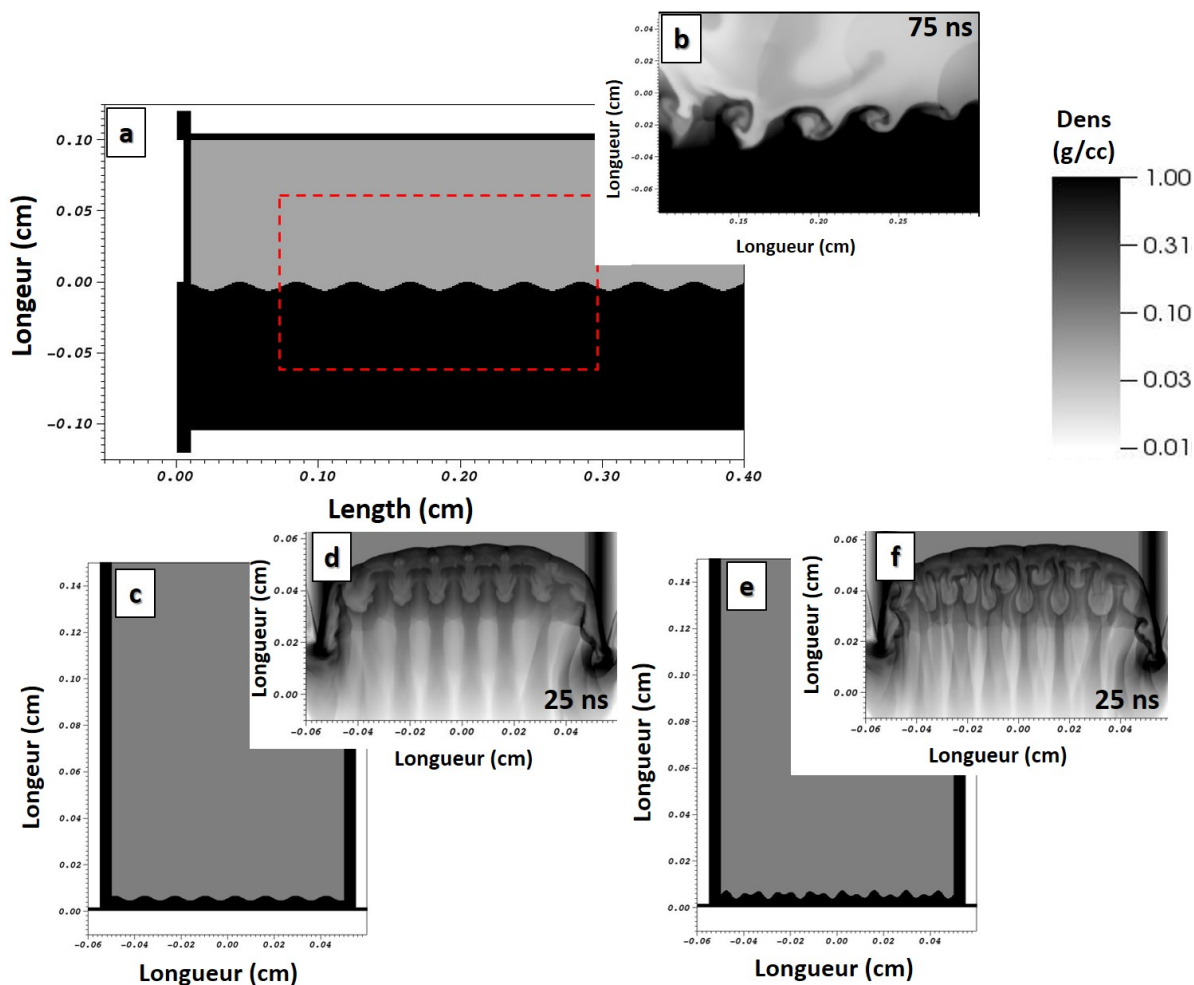 a
0.10
0.05
0.00
-0.05
-0.10
Longeur (cm)
0.00 0.10 0.20 0.30 0.40
Length (cm)
b
75 ns
0.04
0.02
0.00
-0.02
-0.04
-0.06
Longueur (cm)
0.15 0.20 0.25
Longueur (cm)
Dens
(g/cc)
1.00
0.31
0.10
0.03
0.01
c
0.14
0.12
0.10
0.08
0.06
0.04
0.02
0.00
Longeur (cm)
-0.06 -0.04 -0.02 0.00 0.02 0.04
Longueur (cm)
d
25 ns
0.06
0.04
0.02
0.00
Longueur (cm)
-0.06 -0.04 -0.02 0.00 0.02 0.04
Longueur (cm)
e
0.14
0.12
0.10
0.08
0.06
0.04
0.02
0.00
Longueur (cm)
-0.06 -0.04 -0.02 0.00 0.02 0.04
Longueur (cm)
f
25 ns
0.06
0.04
0.02
0.00
Longueur (cm)
-0.06 -0.04 -0.02 0.00 0.02 0.04
Longueur (cm)